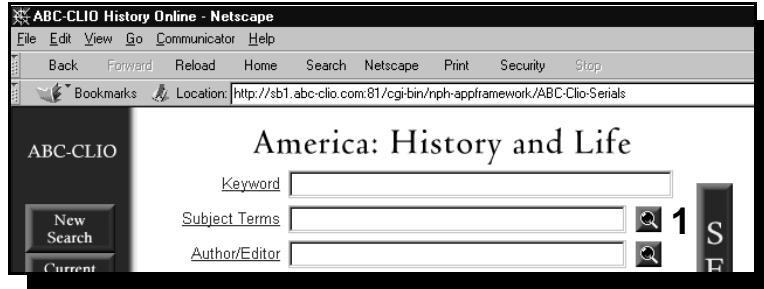 ABC-CLIO History Online - Netscape
File Edit View Go Communicator Help
Back Forward Reload Home Search Netscape Print Security Stop
Bookmarks Location: http://sb1.abc-clio.com:81/cgi-bin/nph-appframework/ABC-Clio-Serials
ABC-CLIO
America: History and Life
Keyword
Subject Terms
1
Author/Editor
New
Search
Current
S
E